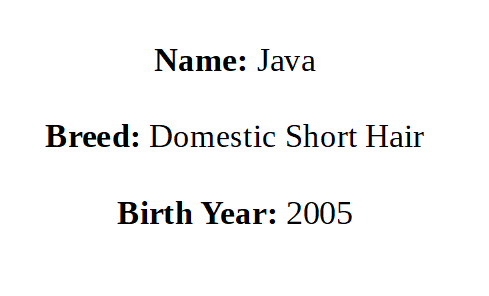 Name: Java
Breed: Domestic Short Hair
Birth Year: 2005